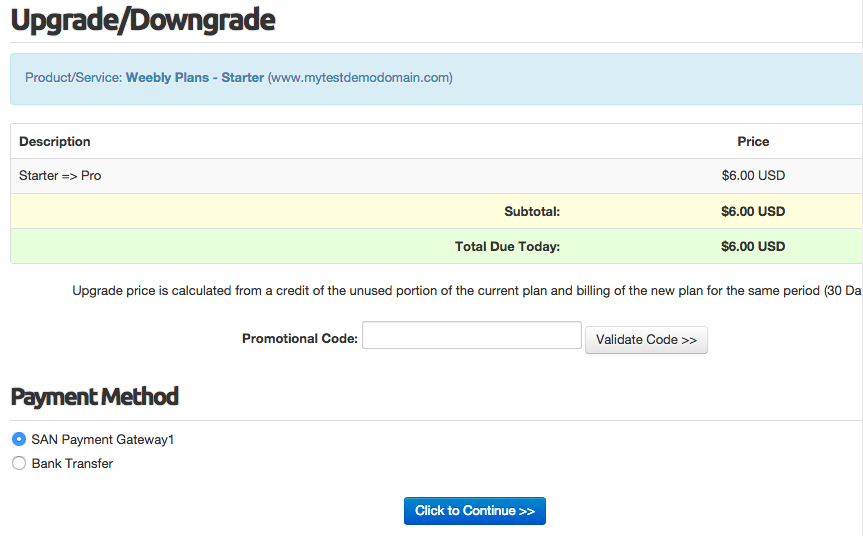 Upgrade/Downgrade
Product/Service: Weebly Plans - Starter (www.mytestdemodomain.com)
Description Price
Starter => Pro $6.00 USD
Subtotal: $6.00 USD
Total Due Today: $6.00 USD
Upgrade price is calculated from a credit of the unused portion of the current plan and billing of the new plan for the same period (30 Da
Promotional Code: Validate Code >>
Payment Method
SAN Payment Gateway1
Bank Transfer
Click to Continue >>